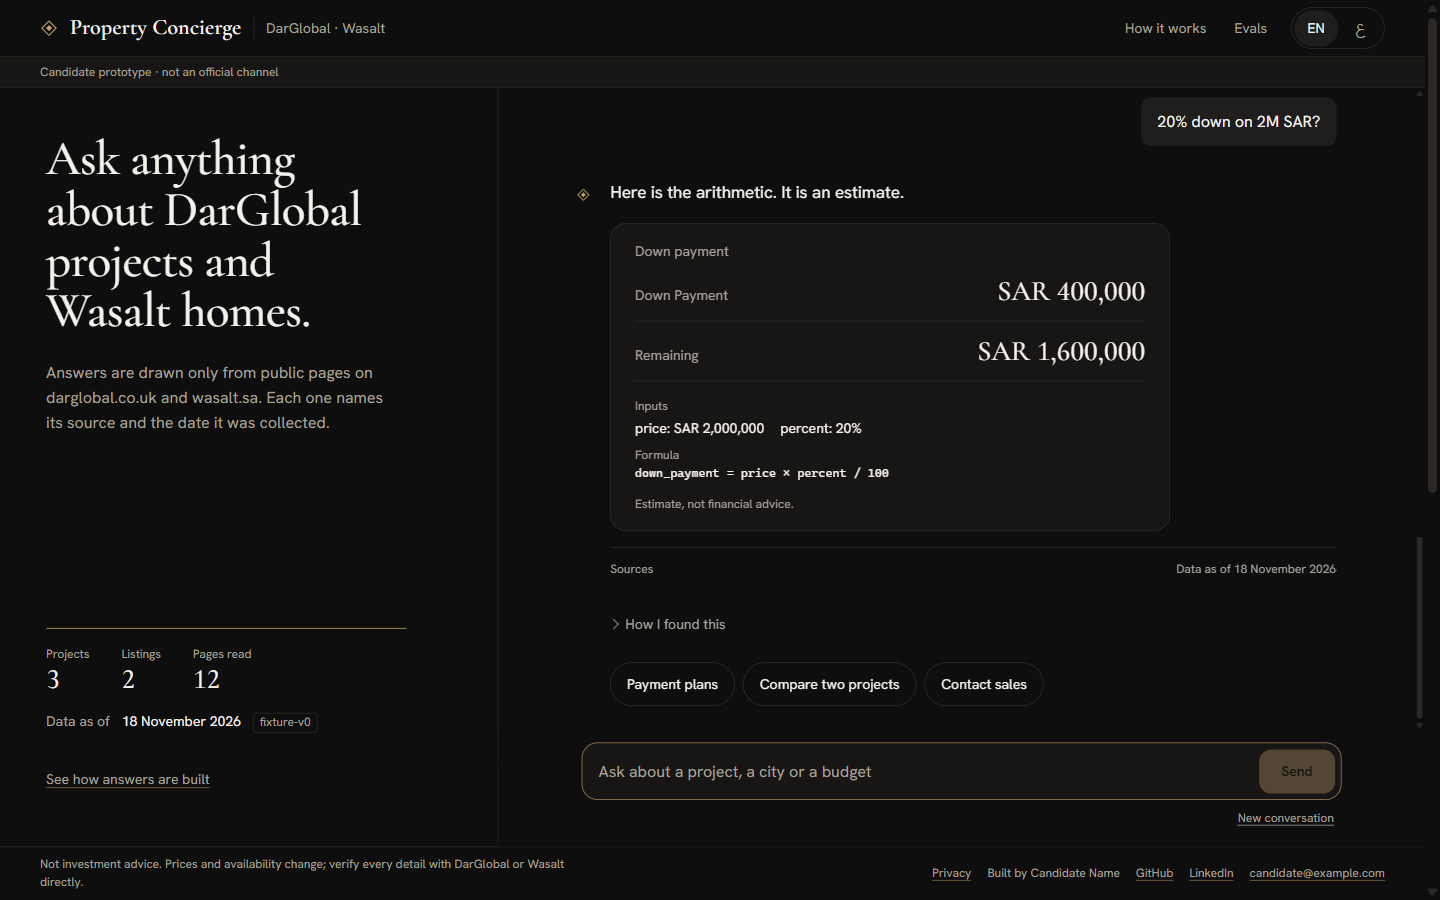 Property Concierge
DarGlobal · Wasalt
How it works
Evals
EN
ع
Candidate prototype · not an official channel
Ask anything
about DarGlobal
projects and
Wasalt homes.
Answers are drawn only from public pages on
darglobal.co.uk and wasalt.sa. Each one names
its source and the date it was collected.
Projects
3
Listings
2
Pages read
12
Data as of 18 November 2026 fixture-v0
See how answers are built
20% down on 2M SAR?
Here is the arithmetic. It is an estimate.
Down payment
Down Payment SAR 400,000
Remaining SAR 1,600,000
Inputs
price: SAR 2,000,000 percent: 20%
Formula
down_payment = price × percent / 100
Estimate, not financial advice.
Sources Data as of 18 November 2026
How I found this
Payment plans
Compare two projects
Contact sales
Ask about a project, a city or a budget
Send
New conversation
Not investment advice. Prices and availability change; verify every detail with DarGlobal or Wasalt
directly.
Privacy
Built by Candidate Name
GitHub
LinkedIn
candidate@example.com